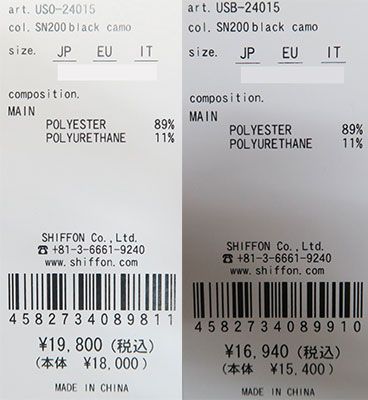 art. USO-24015
col. SN200 black camo
size. JP EU IT
composition.
MAIN
POLYESTER 89%
POLYURETHANE 11%
SHIFFON Co., Ltd.
☎ +81-3-6661-9240
www.shiffon.com
4582734089811
¥19,800 (税込)
(本体 ¥18,000)
MADE IN CHINA
art. USB-24015
col. SN200 black camo
size. JP EU IT
composition.
MAIN
POLYESTER 89%
POLYURETHANE 11%
SHIFFON Co., Ltd.
☎ +81-3-6661-9240
www.shiffon.com
4582734089910
¥16,940 (税込)
(本体 ¥15,400)
MADE IN CHINA